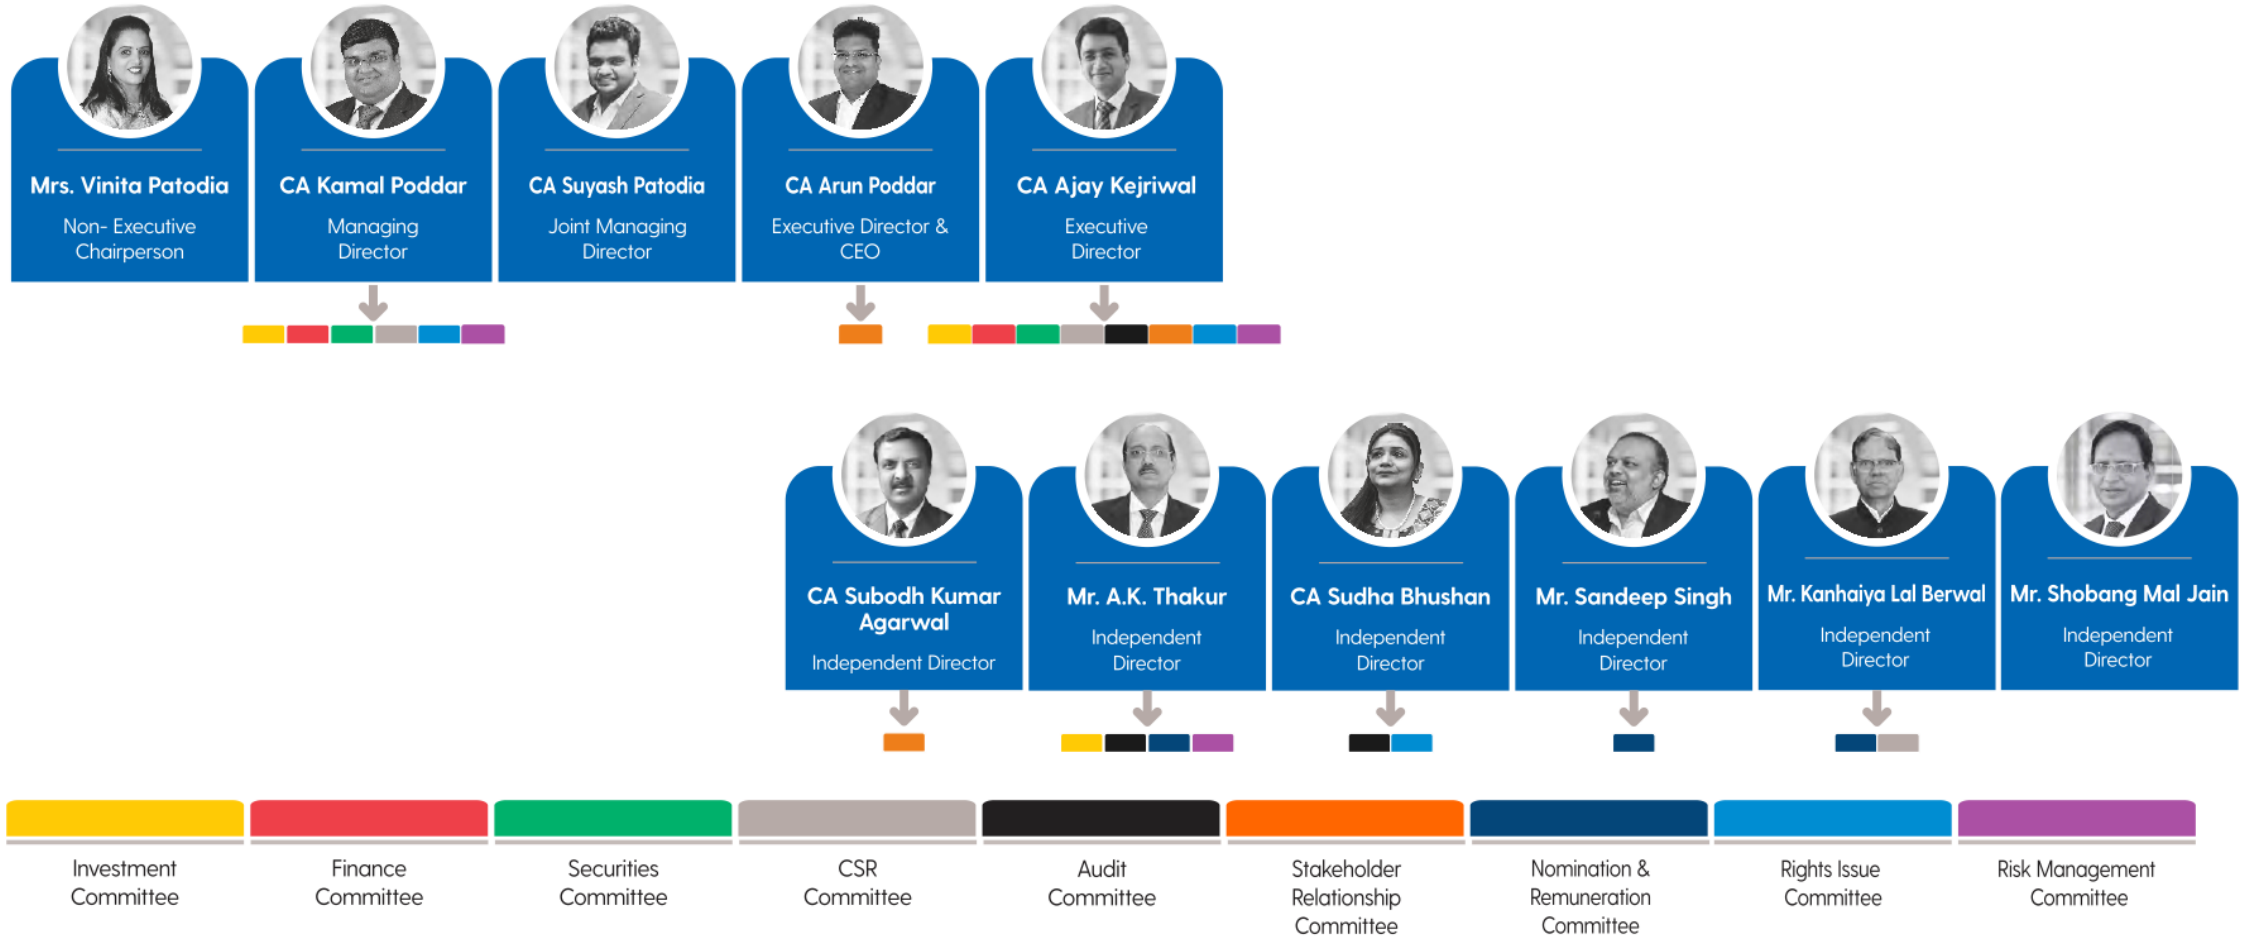 Mrs. Vinita Patodia
Non- Executive
Chairperson
CA Kamal Poddar
Managing
Director
CA Suyash Patodia
Joint Managing
Director
CA Arun Poddar
Executive Director &
CEO
CA Ajay Kejriwal
Executive
Director
CA Subodh Kumar
Agarwal
Independent Director
Mr. A.K. Thakur
Independent
Director
CA Sudha Bhushan
Independent
Director
Mr. Sandeep Singh
Independent
Director
Mr. Kanhaiya Lal Berwal
Independent
Director
Mr. Shobang Mal Jain
Independent
Director
Investment
Committee
Finance
Committee
Securities
Committee
CSR
Committee
Audit
Committee
Stakeholder
Relationship
Committee
Nomination &
Remuneration
Committee
Rights Issue
Committee
Risk Management
Committee